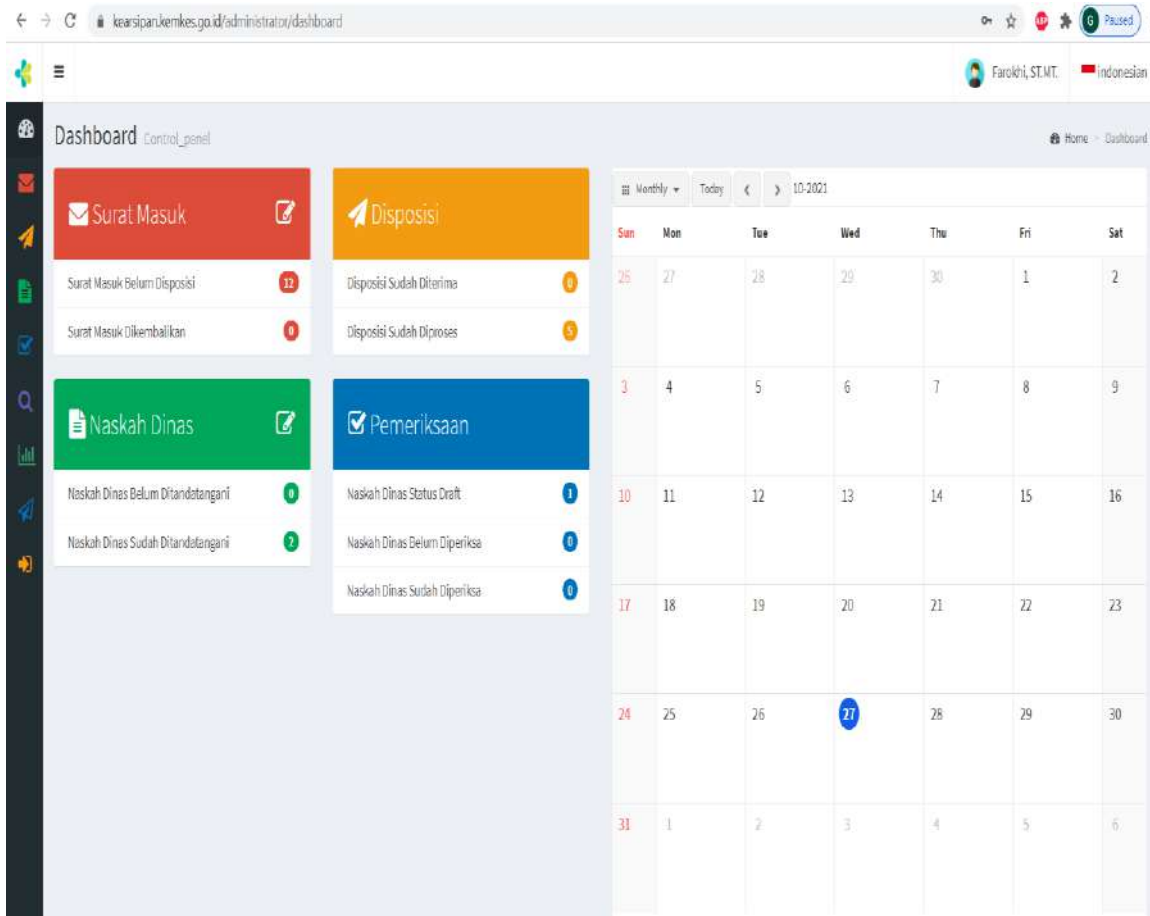 kearsipan.kemkes.go.id/administrator/dashboard
G Paused
ABP
Farokhi, ST.MT.
indonesian
Dashboard Control_panel
Home > Dashboard
Surat Masuk
Surat Masuk Belum Disposisi 12
Surat Masuk Dikembalikan 0
Disposisi
Disposisi Sudah Diterima 0
Disposisi Sudah Diproses 5
Naskah Dinas
Naskah Dinas Belum Ditandatangani 0
Naskah Dinas Sudah Ditandatangani 2
Pemeriksaan
Naskah Dinas Status Draft 1
Naskah Dinas Belum Diperiksa 0
Naskah Dinas Sudah Diperiksa 0
Monthly Today 10-2021
Sun Mon Tue Wed Thu Fri Sat
26 27 28 29 30 1 2
3 4 5 6 7 8 9
10 11 12 13 14 15 16
17 18 19 20 21 22 23
24 25 26 27 28 29 30
31 1 2 3 4 5 6